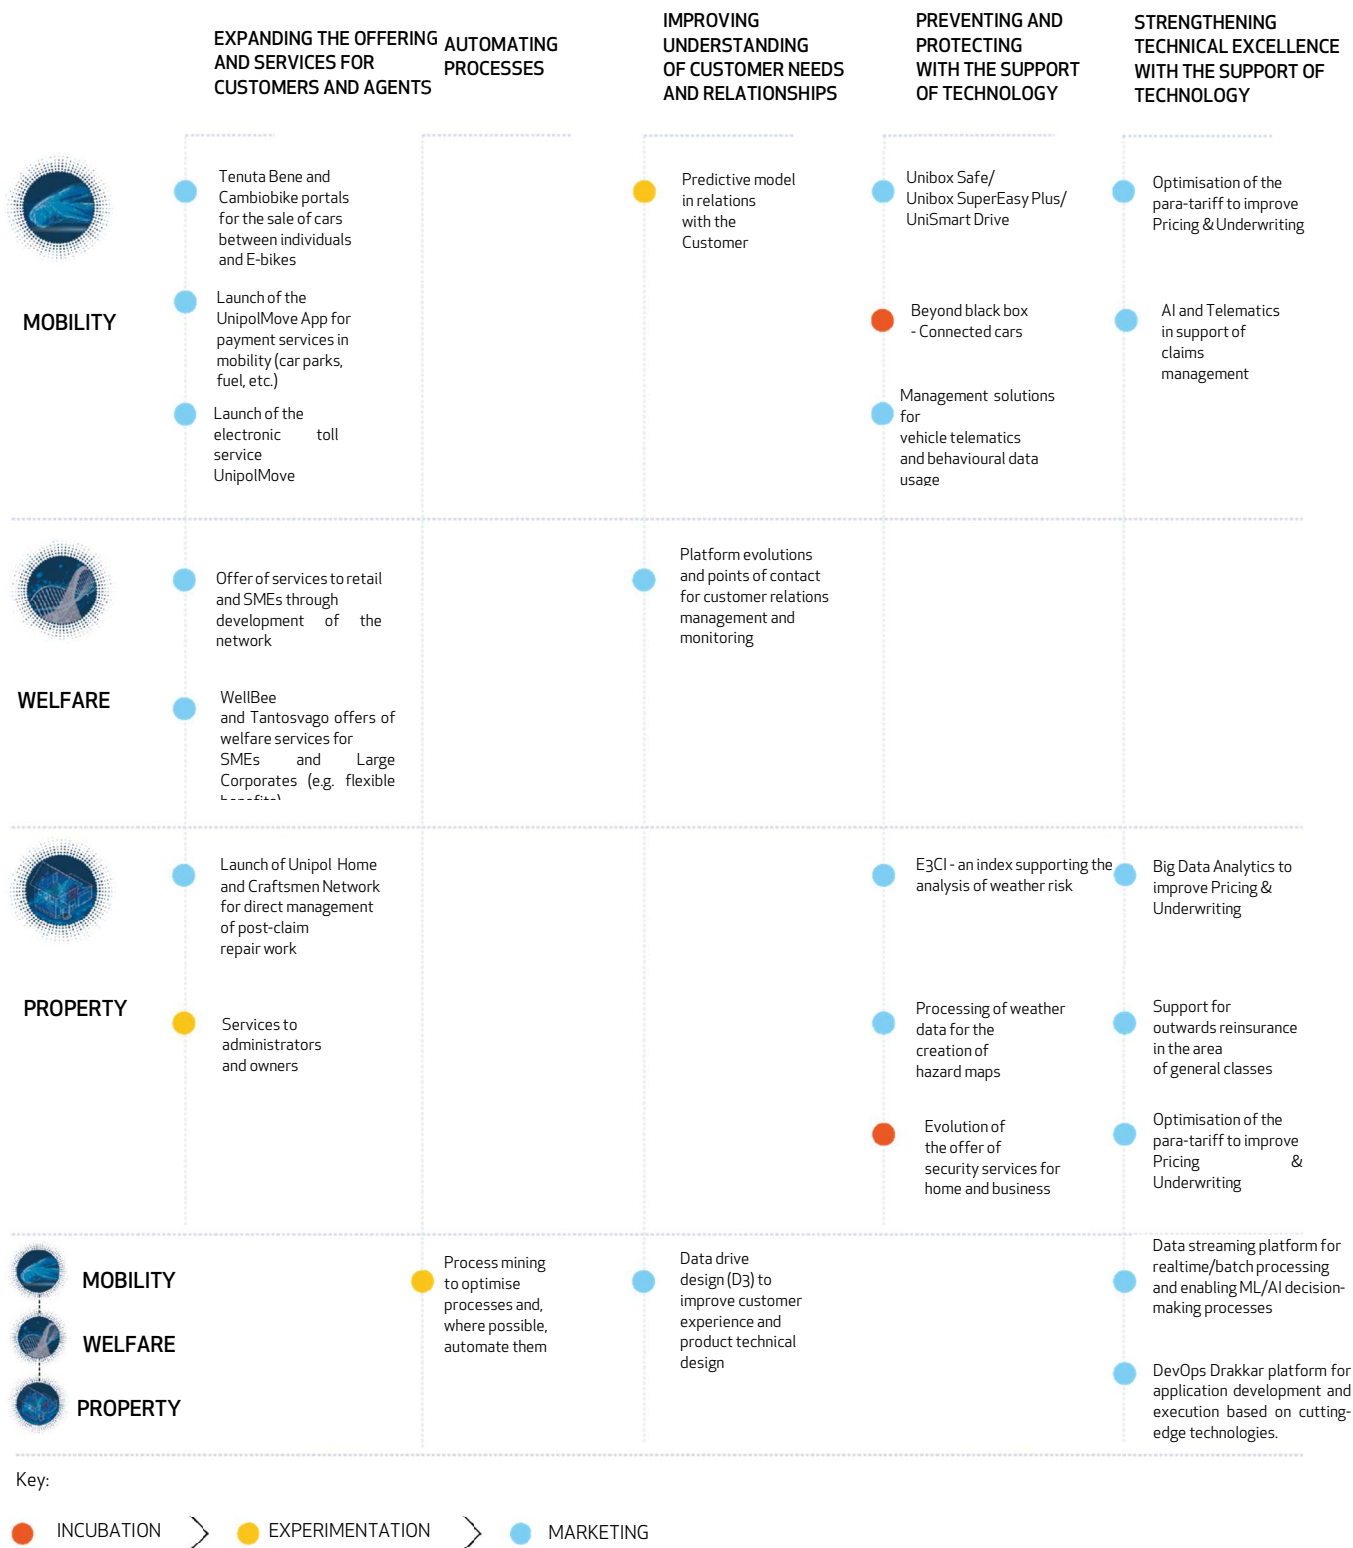 EXPANDING THE OFFERING
AND SERVICES FOR
CUSTOMERS AND AGENTS
AUTOMATING
PROCESSES
IMPROVING
UNDERSTANDING
OF CUSTOMER NEEDS
AND RELATIONSHIPS
PREVENTING AND
PROTECTING
WITH THE SUPPORT
OF TECHNOLOGY
STRENGTHENING
TECHNICAL EXCELLENCE
WITH THE SUPPORT OF
TECHNOLOGY
MOBILITY
Tenuta Bene and
Cambiobike portals
for the sale of cars
between individuals
and E-bikes
Launch of the
UnipolMove App for
payment services in
mobility (car parks,
fuel, etc.)
Launch of the
electronic toll
service
UnipolMove
Predictive model
in relations
with the
Customer
Unibox Safe/
Unibox SuperEasy Plus/
UniSmart Drive
Beyond black box
- Connected cars
Management solutions
for
vehicle telematics
and behavioural data
usage
Optimisation of the
para-tariff to improve
Pricing & Underwriting
AI and Telematics
in support of
claims
management
WELFARE
Offer of services to retail
and SMEs through
development of the
network
WellBee
and Tantosvago offers of
welfare services for
SMEs and Large
Corporates (e.g. flexible
benefits)
Platform evolutions
and points of contact
for customer relations
management and
monitoring
PROPERTY
Launch of Unipol Home
and Craftsmen Network
for direct management
of post-claim
repair work
Services to
administrators
and owners
E3CI - an index supporting the
analysis of weather risk
Processing of weather
data for the
creation of
hazard maps
Evolution of
the offer of
security services for
home and business
Big Data Analytics to
improve Pricing &
Underwriting
Support for
outwards reinsurance
in the area
of general classes
Optimisation of the
para-tariff to improve
Pricing &
Underwriting
MOBILITY
WELFARE
PROPERTY
Process mining
to optimise
processes and,
where possible,
automate them
Data drive
design (D3) to
improve customer
experience and
product technical
design
Data streaming platform for
realtime/batch processing
and enabling ML/AI decision-
making processes
DevOps Drakkar platform for
application development and
execution based on cutting-
edge technologies.
Key:
INCUBATION
EXPERIMENTATION
MARKETING